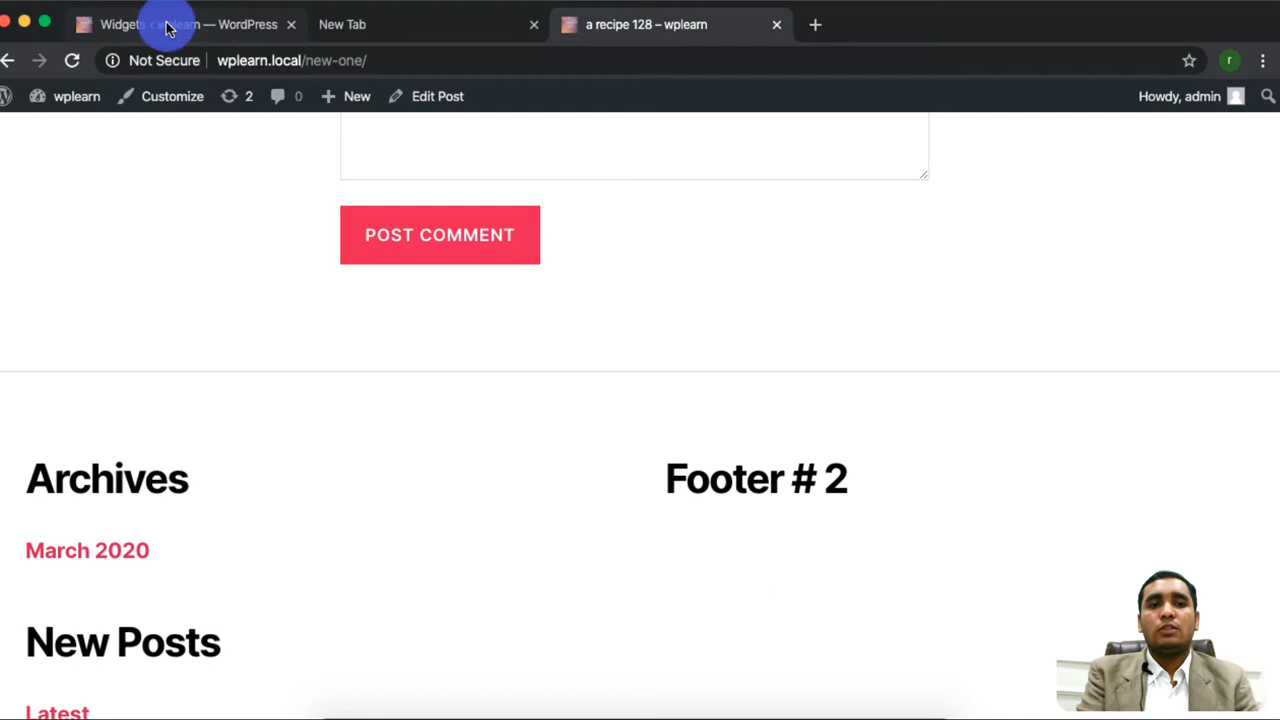 Widgets ‹ wplearn — WordPress
New Tab
a recipe 128 – wplearn
Not Secure
wplearn.local/new-one/
r
wplearn
Customize
2
0
New
Edit Post
Howdy, admin
POST COMMENT
Archives
Footer # 2
March 2020
New Posts
Latest